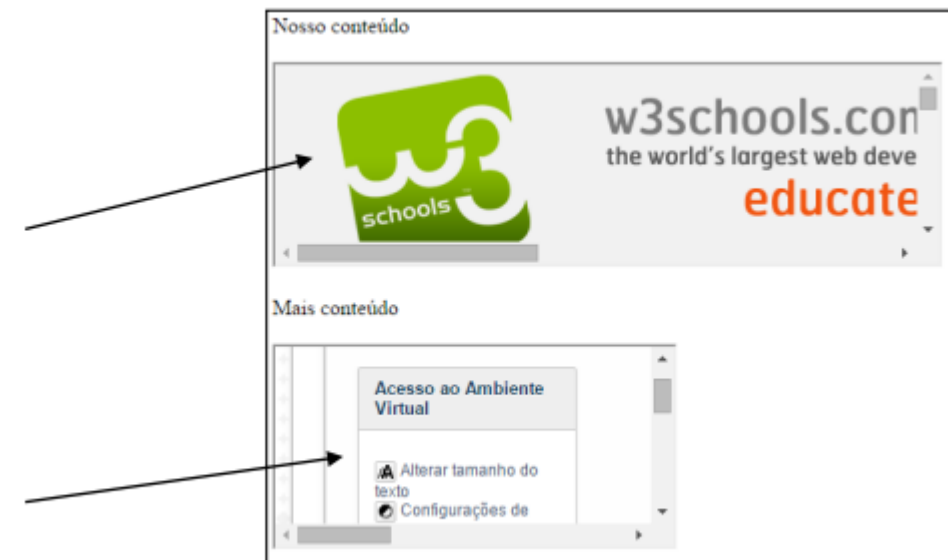 Nosso conteúdo
w3
schools
w3schools.con
the world's largest web deve
educate
Mais conteúdo
Acesso ao Ambiente
Virtual
Alterar tamanho do
texto
Configurações de